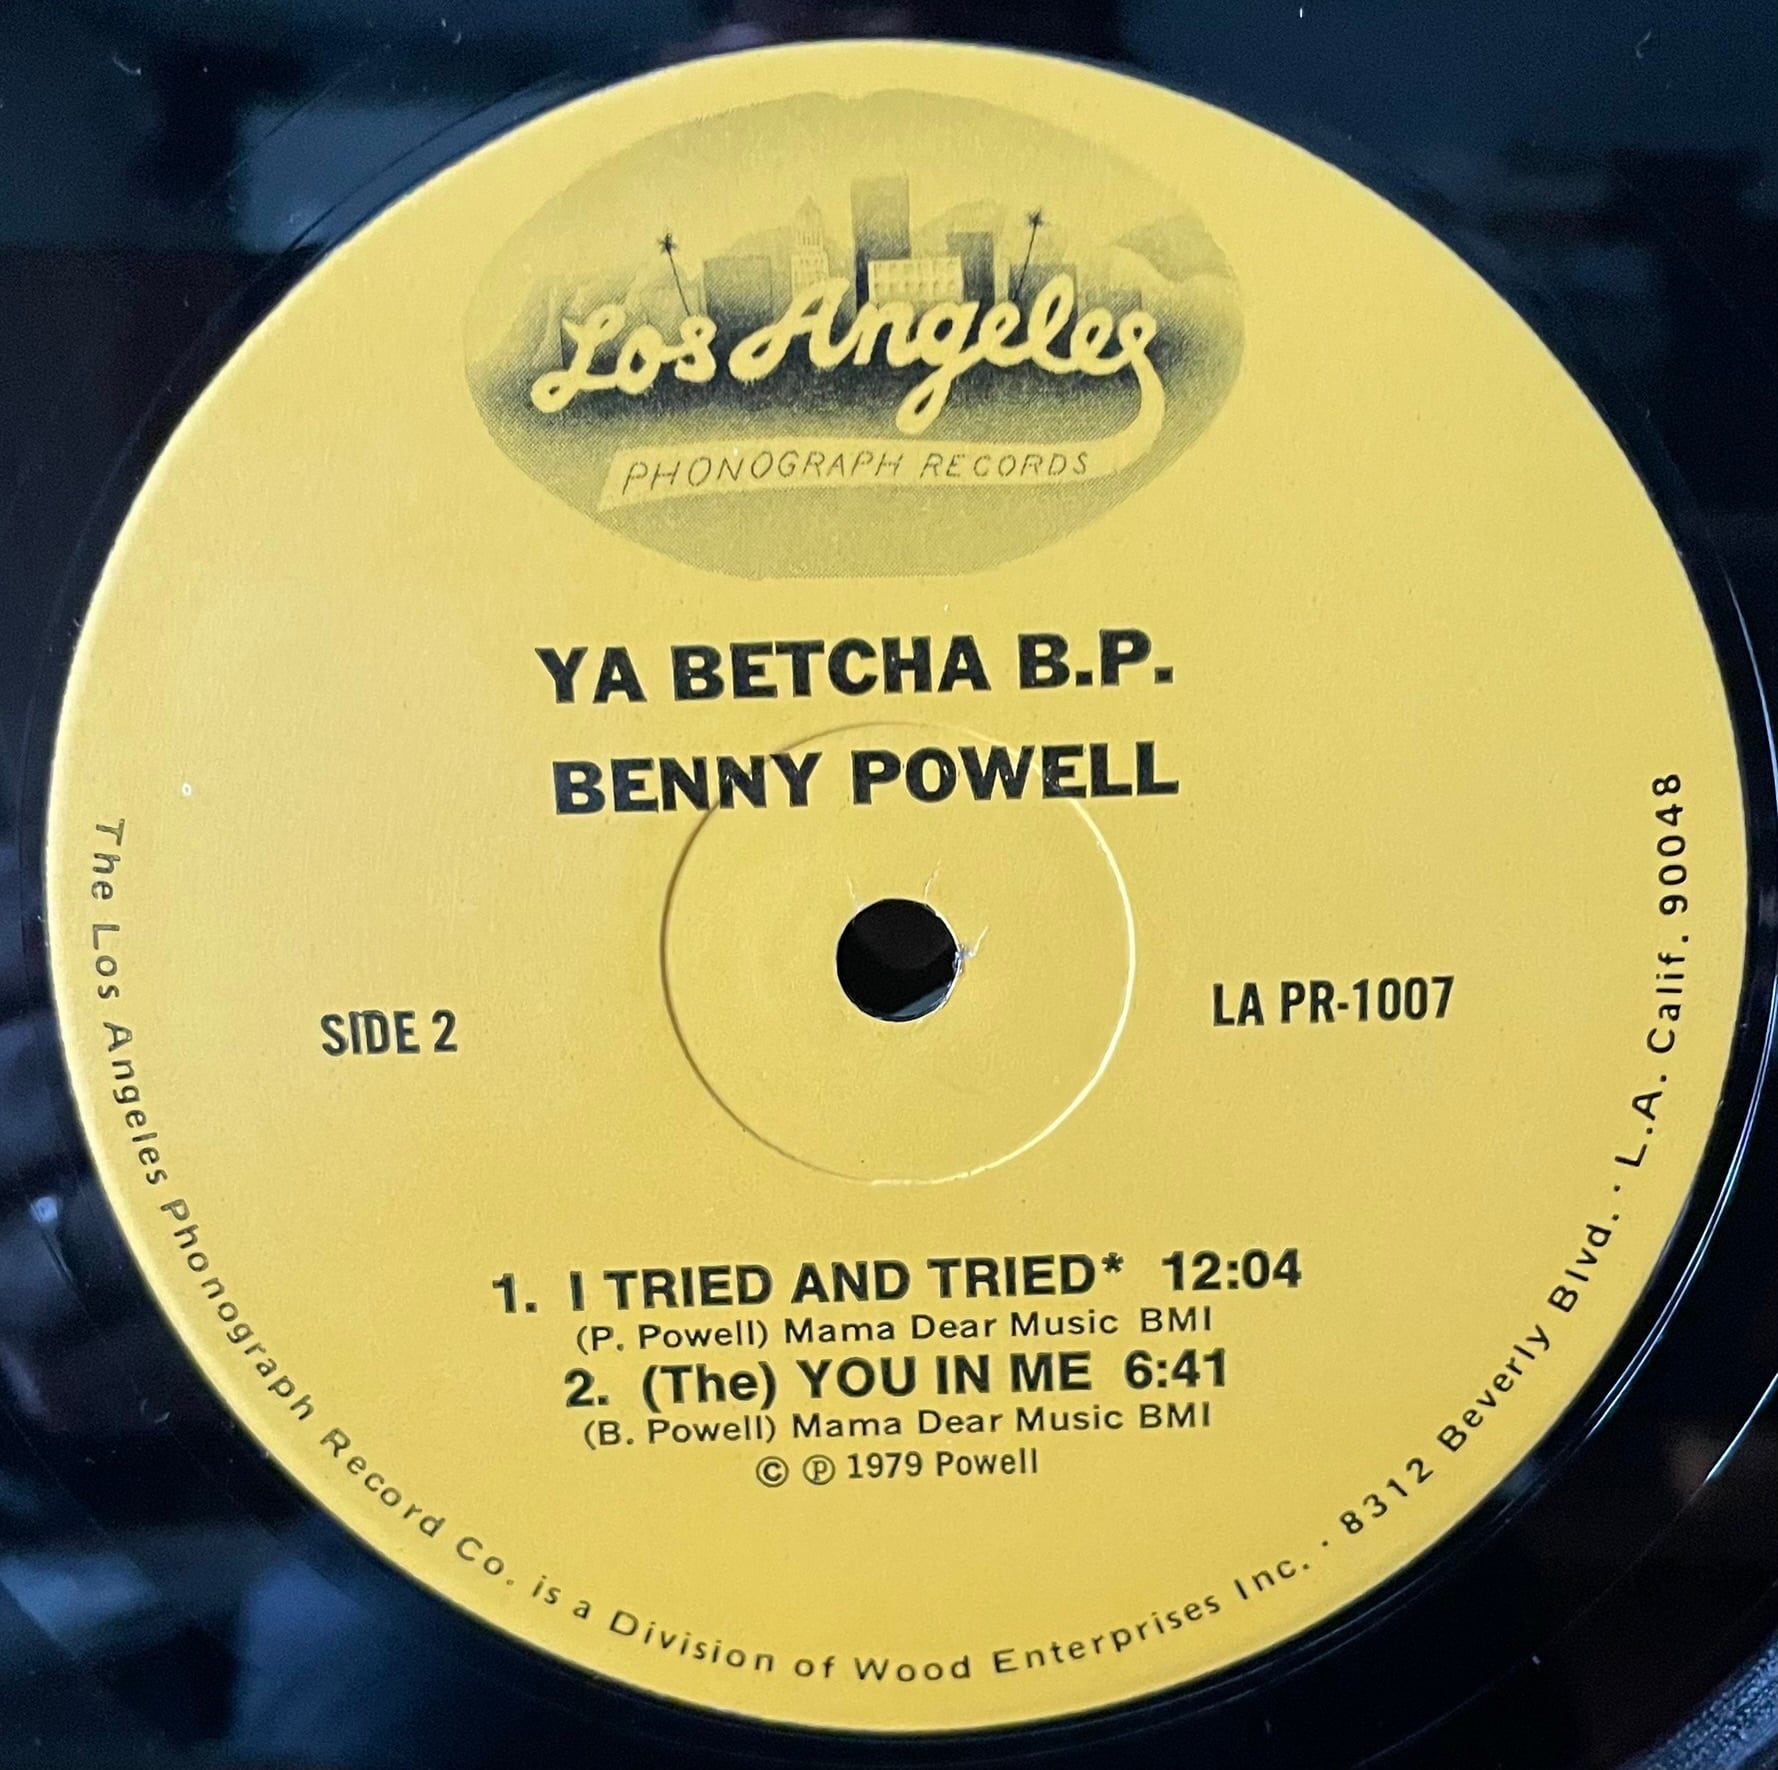 Los Angeles
PHONOGRAPH RECORDS
YA BETCHA B.P.
BENNY POWELL
SIDE 2
LA PR-1007
1. I TRIED AND TRIED* 12:04
(P. Powell) Mama Dear Music BMI
2. (The) YOU IN ME 6:41
(B. Powell) Mama Dear Music BMI
© ℗ 1979 Powell
The Los Angeles Phonograph Record Co. is a Division of Wood Enterprises Inc. · 8312 Beverly Blvd. · L.A. Calif. 90048